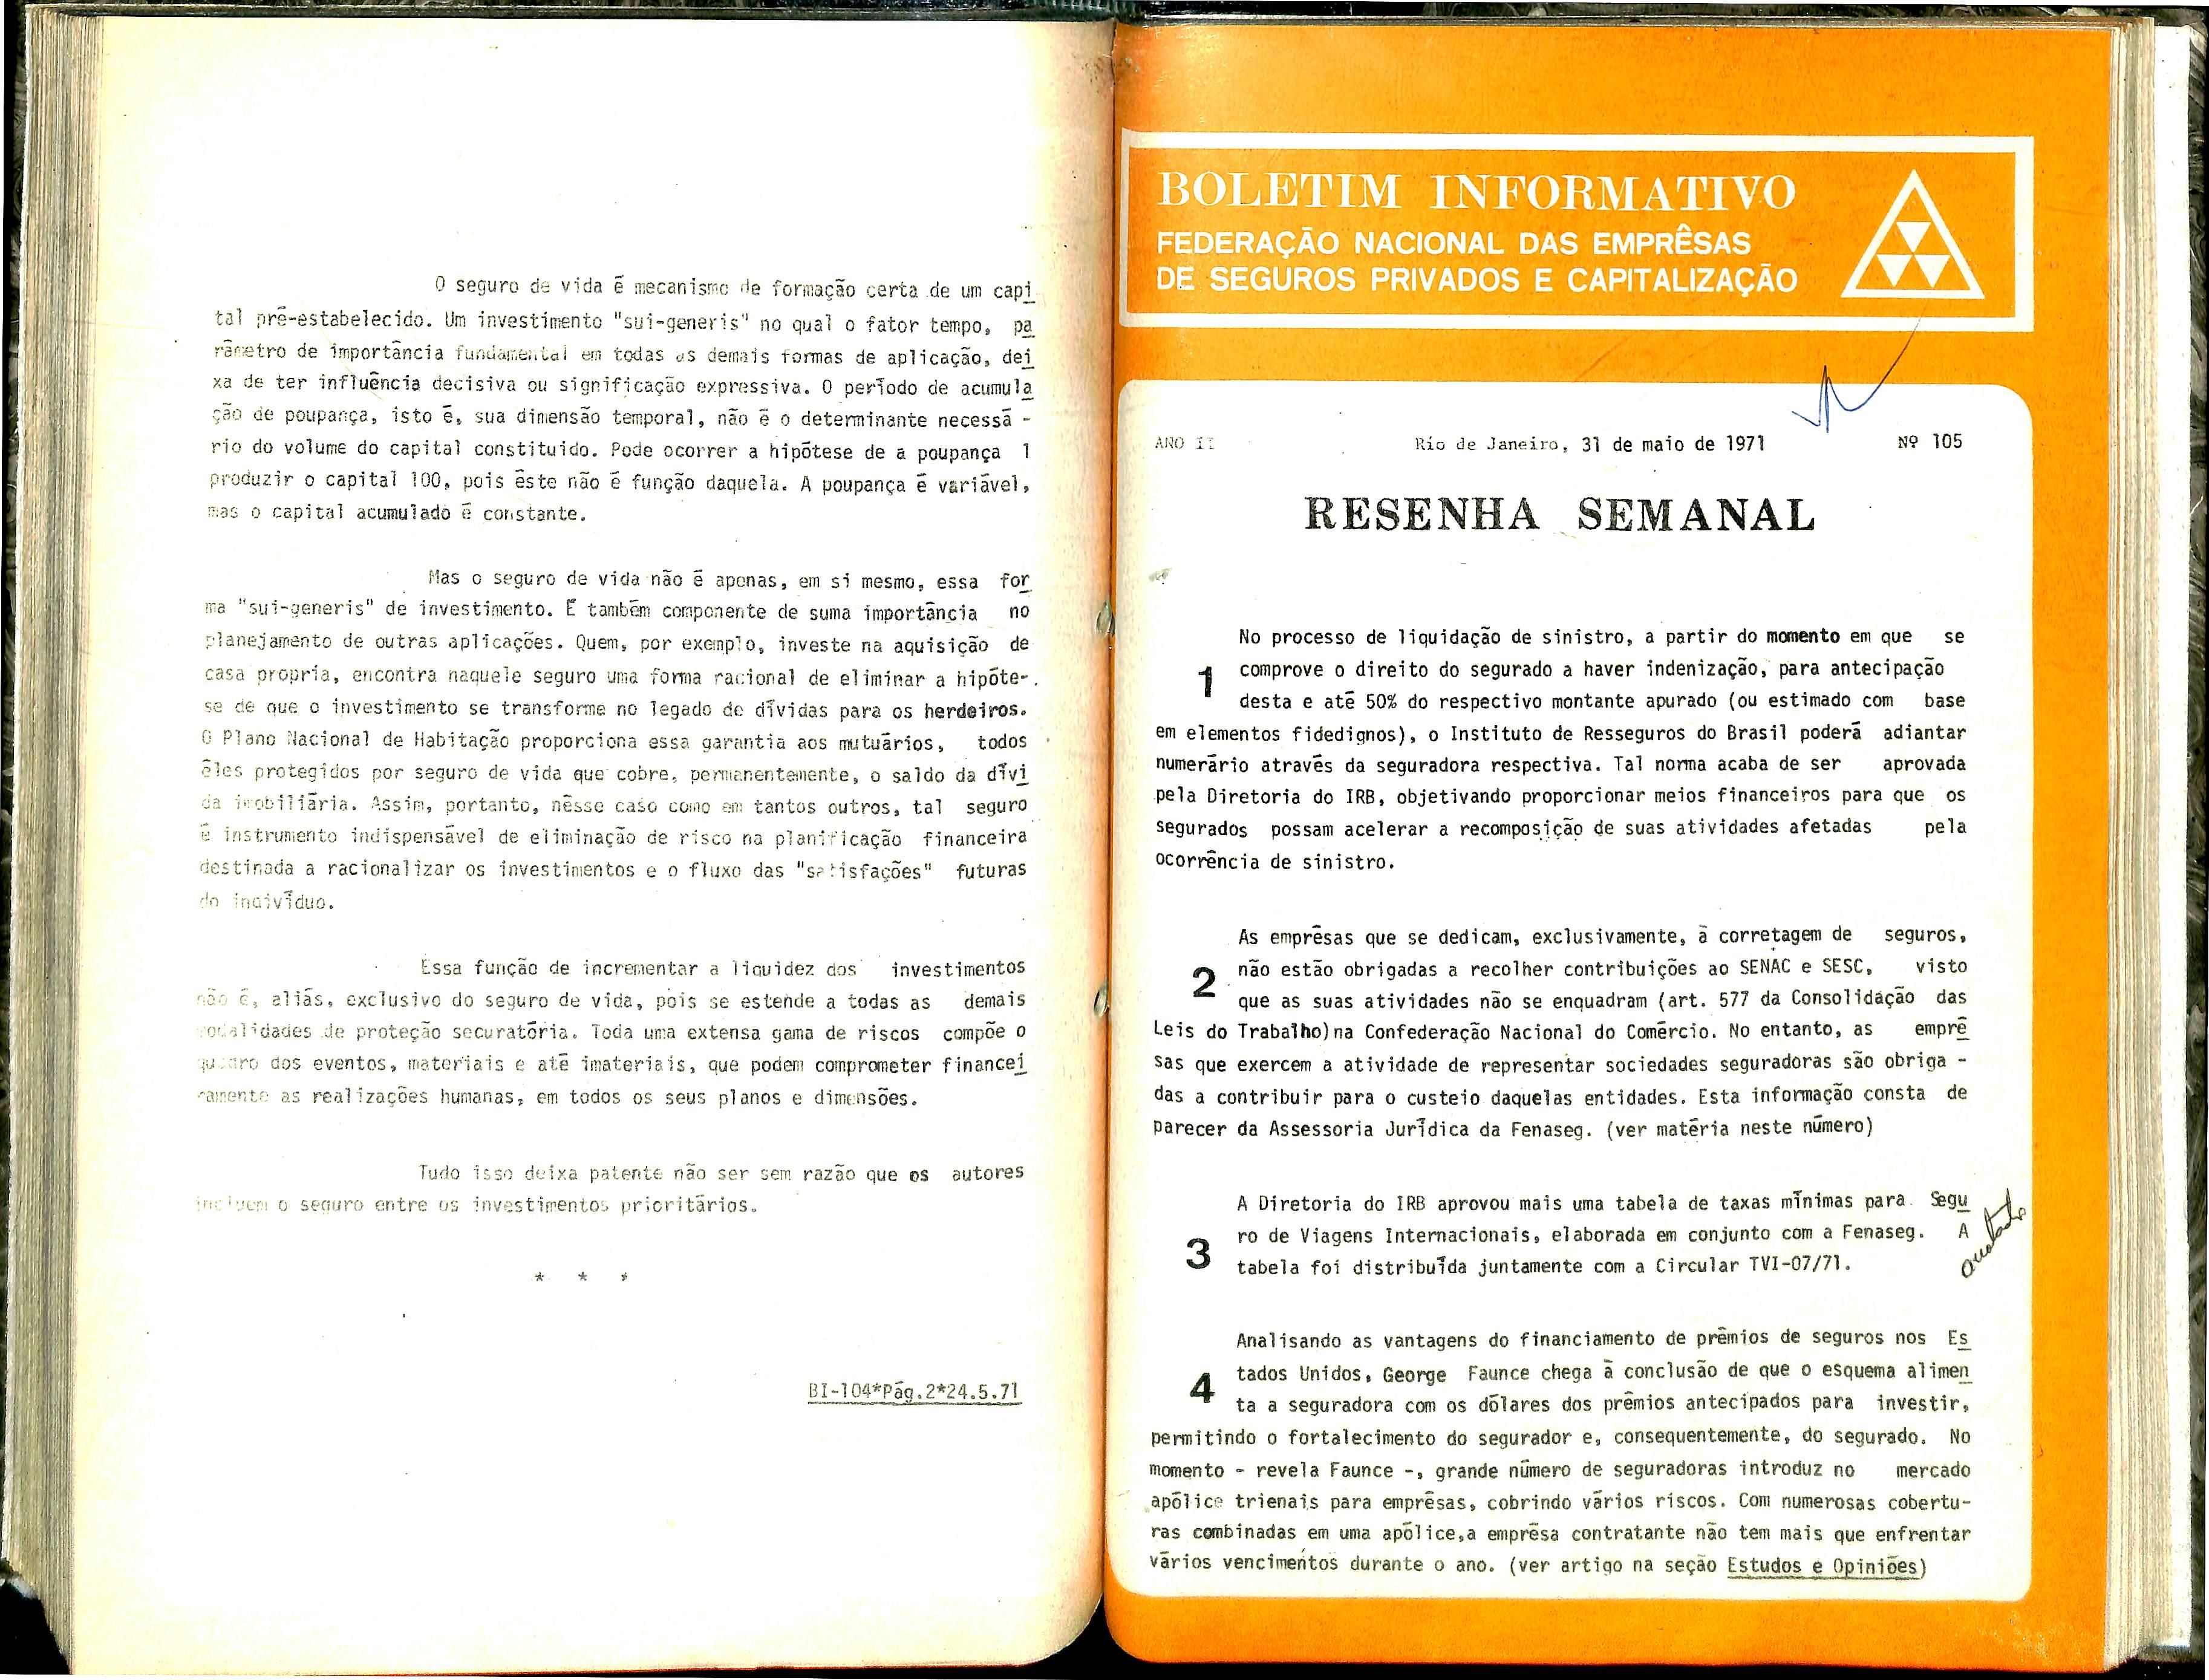 O seguro de vida é mecanismo de formação certa de um capi
tal pré-estabelecido. Um investimento "sui-generis" no qual o fator tempo, pa
râmetro de importância fundamental em todas as demais formas de aplicação, dei
xa de ter influência decisiva ou significação expressiva. O período de acumula
ção de poupança, isto é, sua dimensão temporal, não é o determinante necessá -
rio do volume do capital constituido. Pode ocorrer a hipótese de a poupança 1
produzir o capital 100, pois êste não é função daquela. A poupança é variável,
mas o capital acumulado é constante.
Mas o seguro de vida não é apenas, em si mesmo, essa for
ma "sui-generis" de investimento. É também componente de suma importância no
planejamento de outras aplicações. Quem, por exemplo, investe na aquisição de
casa própria, encontra naquele seguro uma forma racional de eliminar a hipóte-
se de que o investimento se transforme no legado de dívidas para os herdeiros.
O Plano Nacional de Habitação proporciona essa garantia aos mutuários, todos
êles protegidos por seguro de vida que cobre, permanentemente, o saldo da dívi
da imobiliária. Assim, portanto, nêsse caso como em tantos outros, tal seguro
é instrumento indispensável de eliminação de risco na planificação financeira
destinada a racionalizar os investimentos e o fluxo das "satisfações" futuras
do indivíduo.
Essa função de incrementar a liquidez dos investimentos
não é, aliás, exclusivo do seguro de vida, pois se estende a todas as demais
modalidades de proteção securatória. Toda uma extensa gama de riscos compõe o
quadro dos eventos, materiais e até imateriais, que podem comprometer financei
ramente as realizações humanas, em todos os seus planos e dimensões.
Tudo isso deixa patente não ser sem razão que os autores
incluem o seguro entre os investimentos prioritários.
* * *
BI-104*Pág.2*24.5.71
BOLETIM INFORMATIVO
FEDERAÇÃO NACIONAL DAS EMPRÊSAS
DE SEGUROS PRIVADOS E CAPITALIZAÇÃO
ANO II Rio de Janeiro, 31 de maio de 1971 Nº 105
RESENHA SEMANAL
No processo de liquidação de sinistro, a partir do momento em que se
1 comprove o direito do segurado a haver indenização, para antecipação
desta e até 50% do respectivo montante apurado (ou estimado com base
em elementos fidedignos), o Instituto de Resseguros do Brasil poderá adiantar
numerário através da seguradora respectiva. Tal norma acaba de ser aprovada
pela Diretoria do IRB, objetivando proporcionar meios financeiros para que os
segurados possam acelerar a recomposição de suas atividades afetadas pela
ocorrência de sinistro.
As emprêsas que se dedicam, exclusivamente, à corretagem de seguros,
2 não estão obrigadas a recolher contribuições ao SENAC e SESC, visto
que as suas atividades não se enquadram (art. 577 da Consolidação das
Leis do Trabalho)na Confederação Nacional do Comércio. No entanto, as emprê
sas que exercem a atividade de representar sociedades seguradoras são obriga -
das a contribuir para o custeio daquelas entidades. Esta informação consta de
parecer da Assessoria Jurídica da Fenaseg. (ver matéria neste número)
A Diretoria do IRB aprovou mais uma tabela de taxas mínimas para Segu
3 ro de Viagens Internacionais, elaborada em conjunto com a Fenaseg. A
tabela foi distribuída juntamente com a Circular TVI-07/71.
Analisando as vantagens do financiamento de prêmios de seguros nos Es
4 tados Unidos, George Faunce chega à conclusão de que o esquema alimen
ta a seguradora com os dólares dos prêmios antecipados para investir,
permitindo o fortalecimento do segurador e, consequentemente, do segurado. No
momento - revela Faunce -, grande número de seguradoras introduz no mercado
apólice trienais para emprêsas, cobrindo vários riscos. Com numerosas cobertu-
ras combinadas em uma apólice,a emprêsa contratante não tem mais que enfrentar
vários vencimentos durante o ano. (ver artigo na seção Estudos e Opiniões)